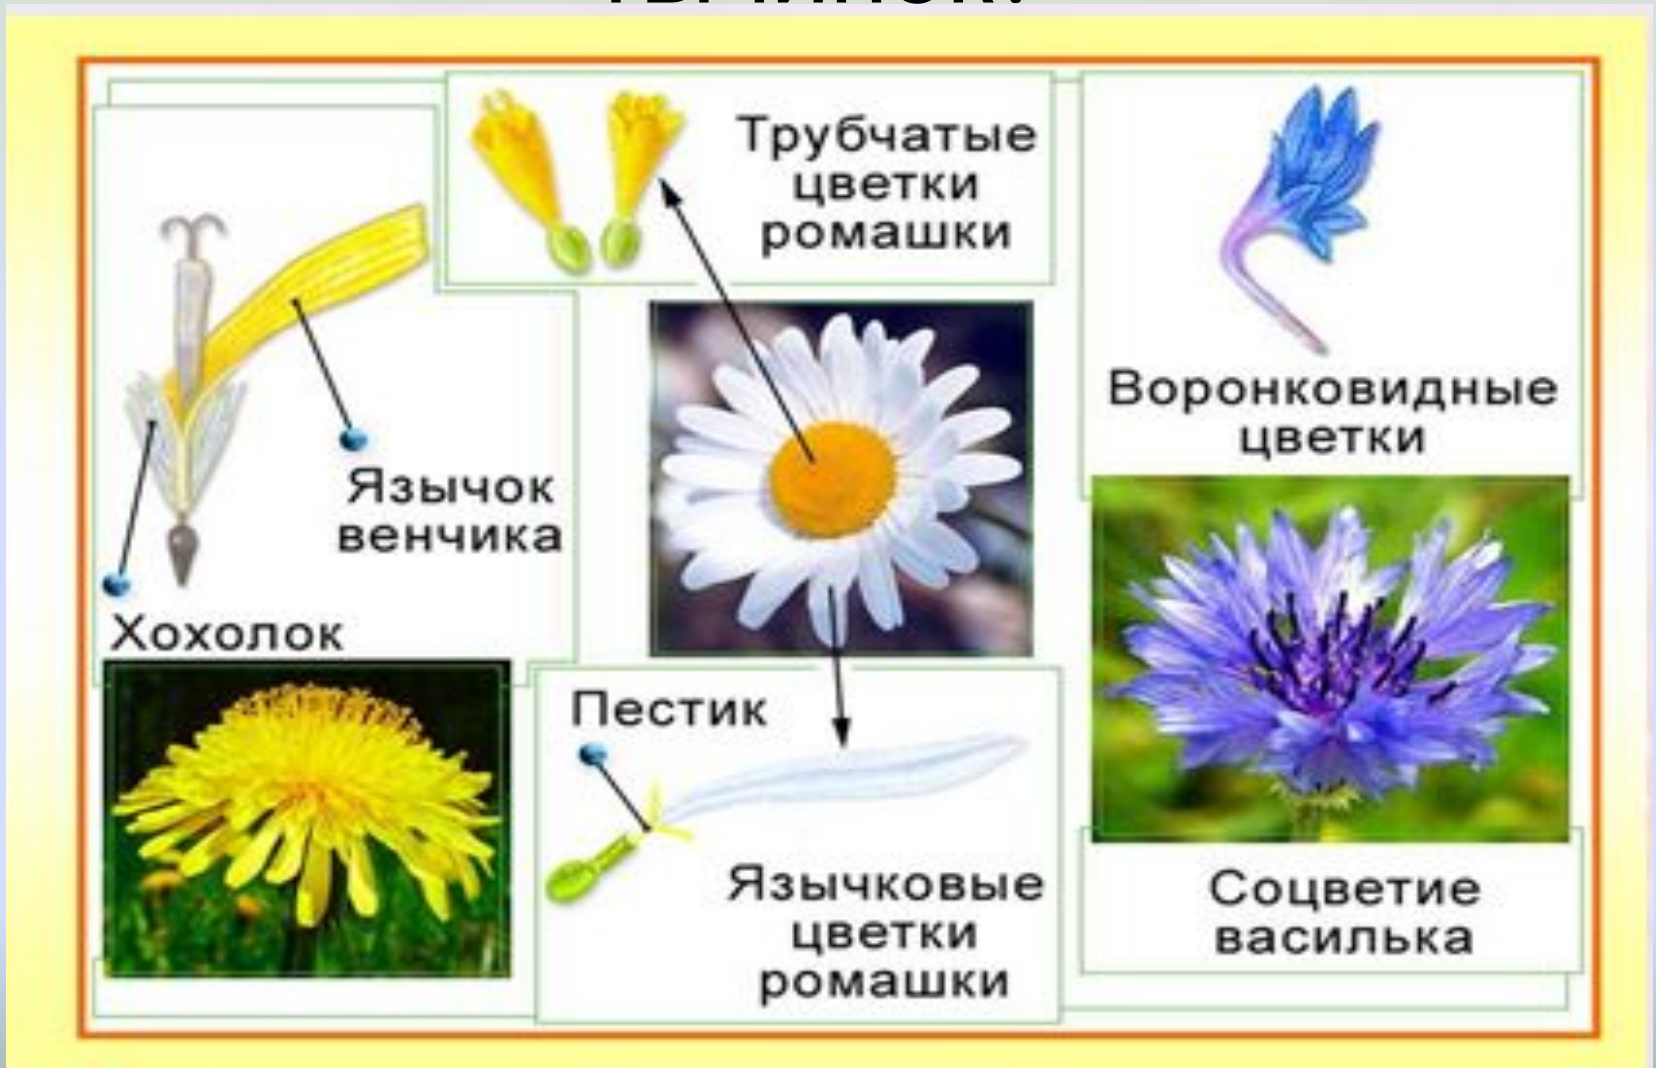 Трубчатые
цветки
ромашки
Воронковидные
цветки
Язычок
венчика
Хохолок
Пестик
Язычковые
цветки
ромашки
Соцветие
василька